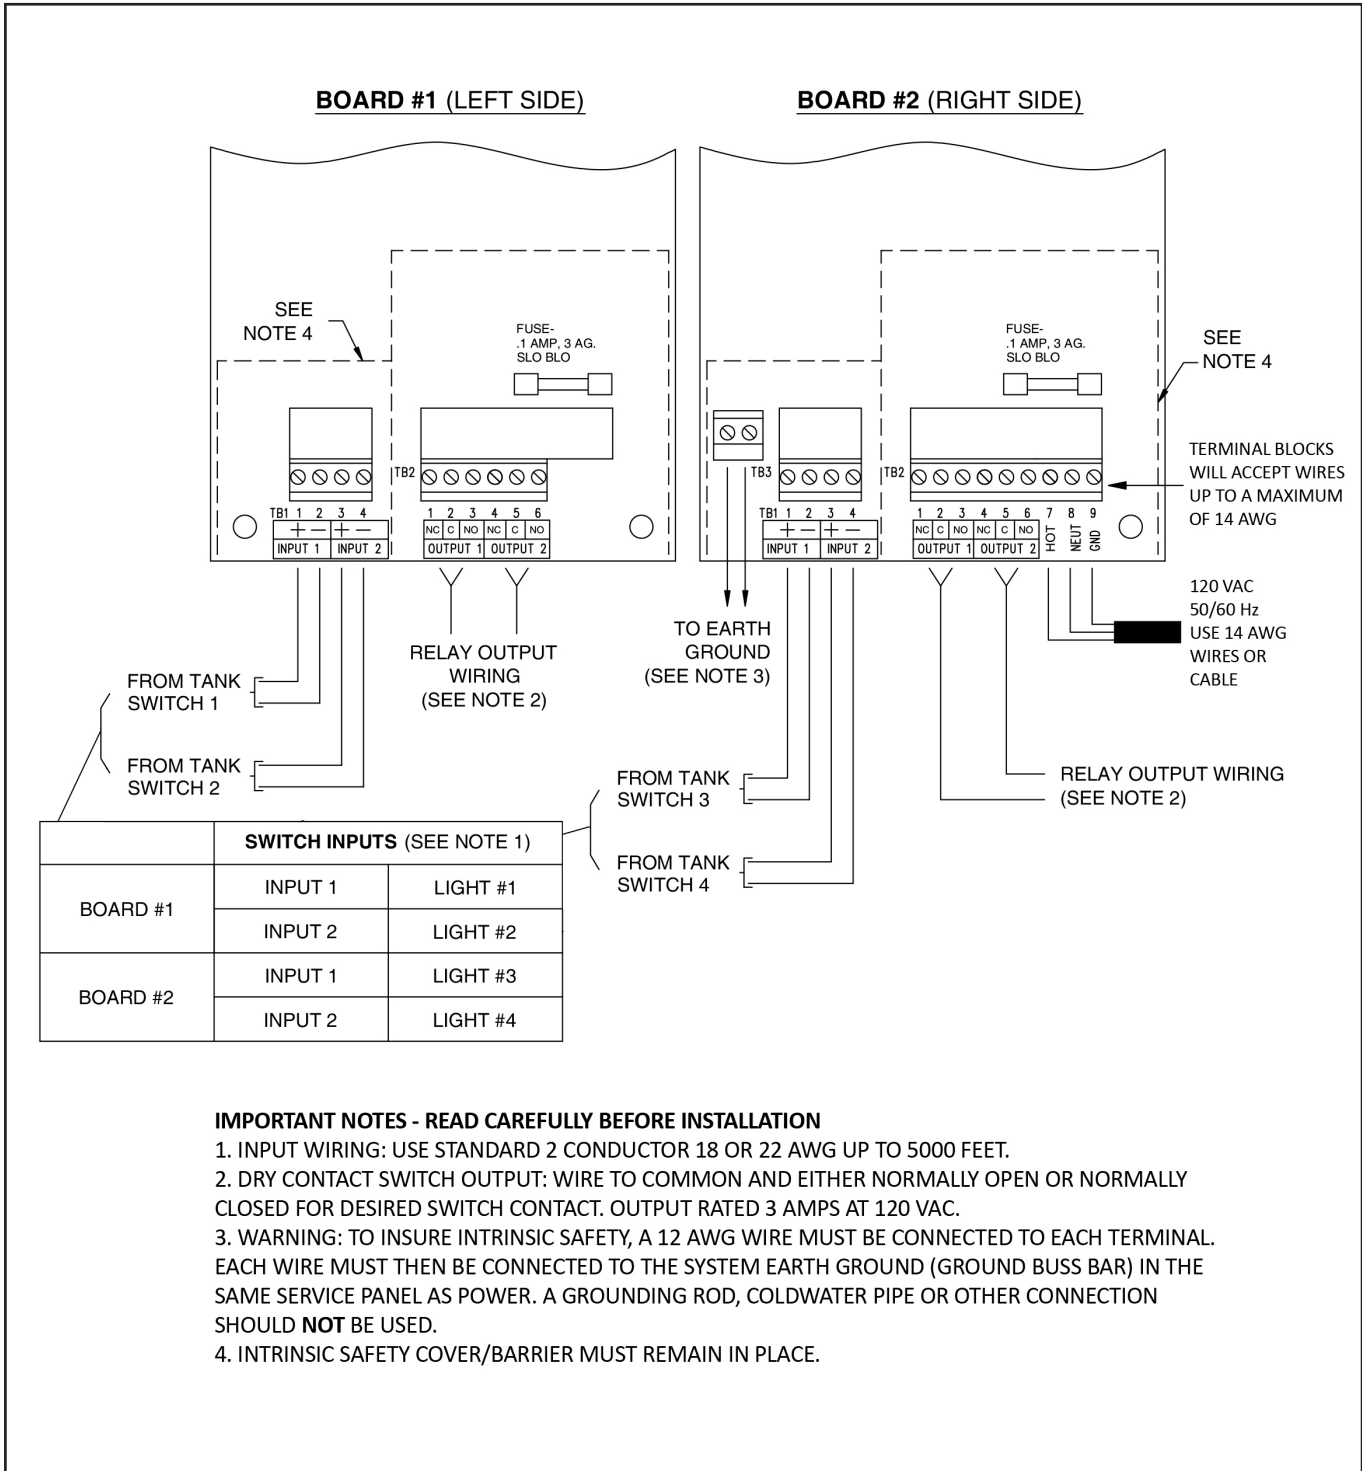 BOARD #1 (LEFT SIDE)
BOARD #2 (RIGHT SIDE)
SEE
NOTE 4
FUSE-
.1 AMP, 3 AG.
SLO BLO
TB2
TB1 1 2 3 4
+ − + −
INPUT 1 INPUT 2
1 2 3 4 5 6
NC C NO NC C NO
OUTPUT 1 OUTPUT 2
FUSE-
.1 AMP, 3 AG.
SLO BLO
SEE
NOTE 4
TB3
TB2
TB1 1 2 3 4
+ − + −
INPUT 1 INPUT 2
1 2 3 4 5 6 7 8 9
NC C NO NC C NO
OUTPUT 1 OUTPUT 2
HOT
NEUT
GND
TERMINAL BLOCKS
WILL ACCEPT WIRES
UP TO A MAXIMUM
OF 14 AWG
120 VAC
50/60 Hz
USE 14 AWG
WIRES OR
CABLE
RELAY OUTPUT
WIRING
(SEE NOTE 2)
TO EARTH
GROUND
(SEE NOTE 3)
FROM TANK
SWITCH 1
FROM TANK
SWITCH 2
FROM TANK
SWITCH 3
FROM TANK
SWITCH 4
RELAY OUTPUT WIRING
(SEE NOTE 2)
SWITCH INPUTS (SEE NOTE 1)
BOARD #1
INPUT 1 LIGHT #1
INPUT 2 LIGHT #2
BOARD #2
INPUT 1 LIGHT #3
INPUT 2 LIGHT #4
IMPORTANT NOTES - READ CAREFULLY BEFORE INSTALLATION
1. INPUT WIRING: USE STANDARD 2 CONDUCTOR 18 OR 22 AWG UP TO 5000 FEET.
2. DRY CONTACT SWITCH OUTPUT: WIRE TO COMMON AND EITHER NORMALLY OPEN OR NORMALLY
CLOSED FOR DESIRED SWITCH CONTACT. OUTPUT RATED 3 AMPS AT 120 VAC.
3. WARNING: TO INSURE INTRINSIC SAFETY, A 12 AWG WIRE MUST BE CONNECTED TO EACH TERMINAL.
EACH WIRE MUST THEN BE CONNECTED TO THE SYSTEM EARTH GROUND (GROUND BUSS BAR) IN THE
SAME SERVICE PANEL AS POWER. A GROUNDING ROD, COLDWATER PIPE OR OTHER CONNECTION
SHOULD NOT BE USED.
4. INTRINSIC SAFETY COVER/BARRIER MUST REMAIN IN PLACE.